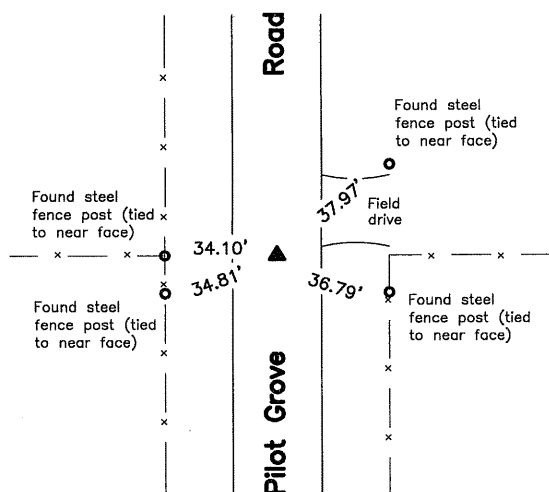 Road
Found steel
fence post (tied
to near face)
37.97'
Field
drive
Found steel
fence post (tied
to near face)
34.10'
34.81'
36.79'
Found steel
fence post (tied
to near face)
Found steel
fence post (tied
to near face)
Pilot Grove